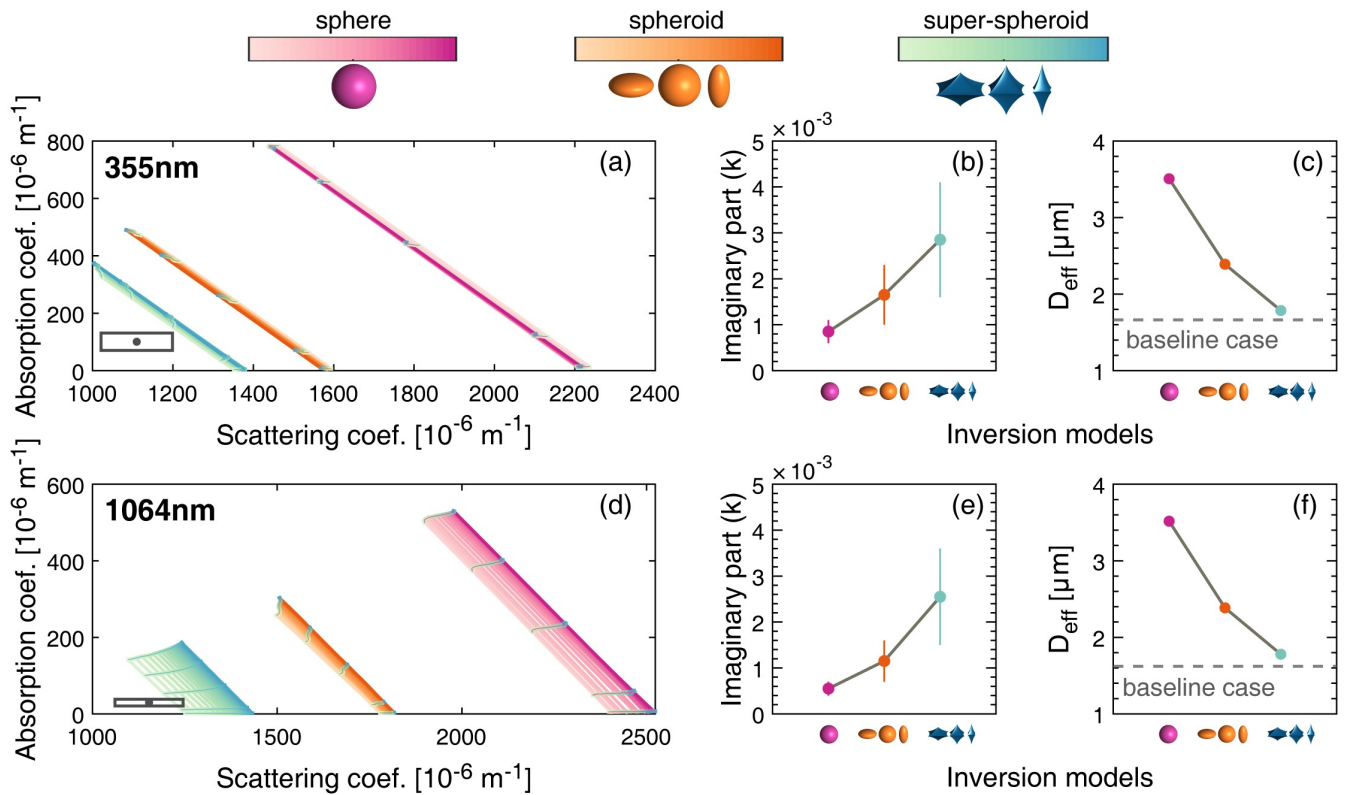 sphere
spheroid
super-spheroid
355nm
(a)
Absorption coef. [10-6 m-1]
800
600
400
200
0
1000
1200
1400
1600
1800
2000
2200
2400
Scattering coef. [10-6 m-1]
×10-3
(b)
Imaginary part (k)
5
4
3
2
1
0
(c)
Deff [µm]
4
3
2
1
baseline case
Inversion models
1064nm
(d)
Absorption coef. [10-6 m-1]
600
400
200
0
1000
1500
2000
2500
Scattering coef. [10-6 m-1]
×10-3
(e)
Imaginary part (k)
5
4
3
2
1
0
(f)
Deff [µm]
4
3
2
1
baseline case
Inversion models